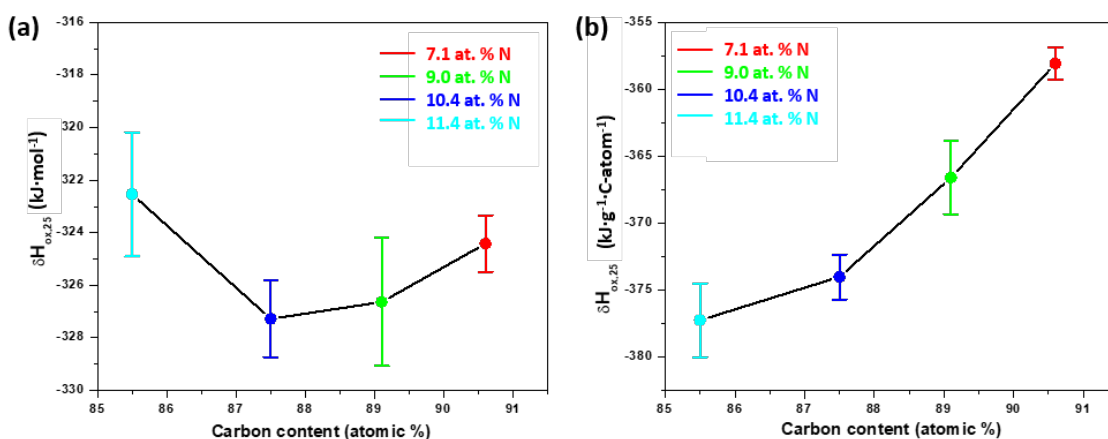 (a)
-316
-318
-320
-322
-324
-326
-328
-330
δH_ox,25 (kJ·mol⁻¹)
7.1 at. % N
9.0 at. % N
10.4 at. % N
11.4 at. % N
85 86 87 88 89 90 91
Carbon content (atomic %)
(b)
-355
-360
-365
-370
-375
-380
δH_ox,25 (kJ·g⁻¹·C-atom⁻¹)
7.1 at. % N
9.0 at. % N
10.4 at. % N
11.4 at. % N
85 86 87 88 89 90 91
Carbon content (atomic %)